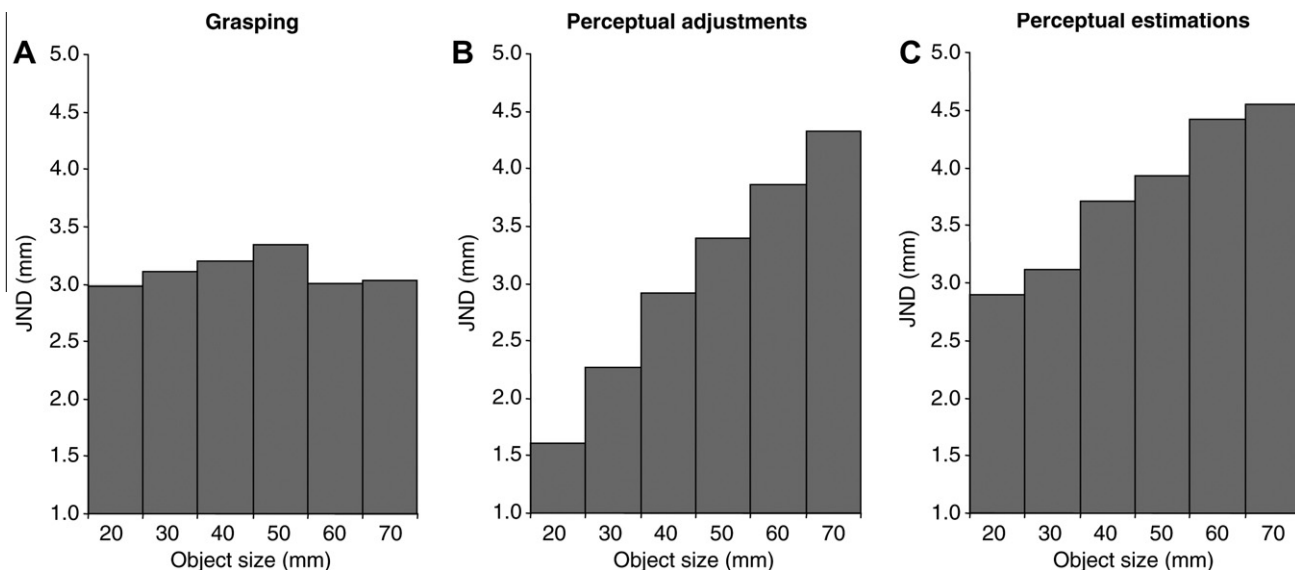 Grasping
A
5.0
4.5
4.0
3.5
3.0
2.5
2.0
1.5
1.0
JND (mm)
20 30 40 50 60 70
Object size (mm)
Perceptual adjustments
B
5.0
4.5
4.0
3.5
3.0
2.5
2.0
1.5
1.0
JND (mm)
20 30 40 50 60 70
Object size (mm)
Perceptual estimations
C
5.0
4.5
4.0
3.5
3.0
2.5
2.0
1.5
1.0
JND (mm)
20 30 40 50 60 70
Object size (mm)